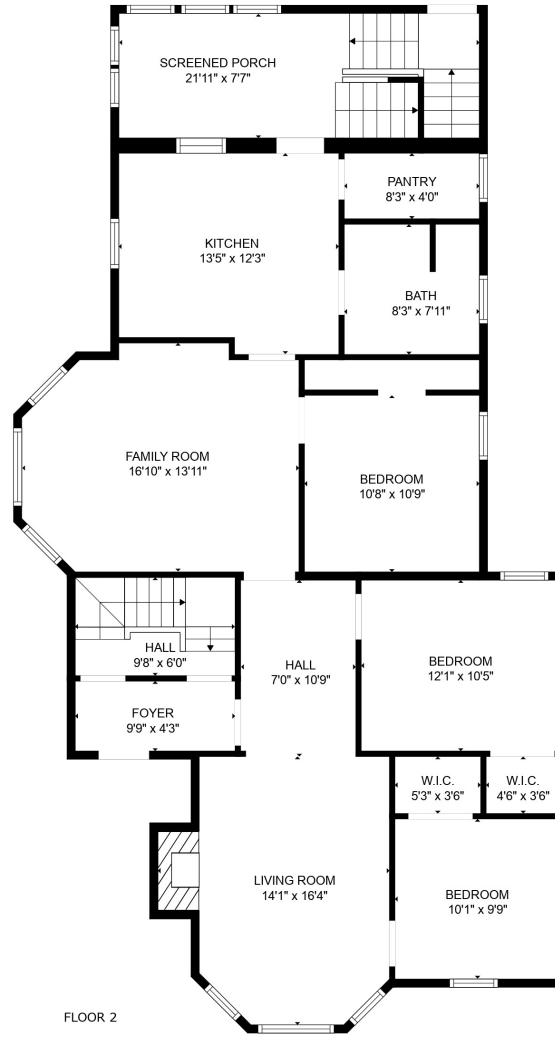 SCREENED PORCH
21'11" x 7'7"
PANTRY
8'3" x 4'0"
KITCHEN
13'5" x 12'3"
BATH
8'3" x 7'11"
FAMILY ROOM
16'10" x 13'11"
BEDROOM
10'8" x 10'9"
HALL
9'8" x 6'0"
HALL
7'0" x 10'9"
BEDROOM
12'1" x 10'5"
FOYER
9'9" x 4'3"
W.I.C.
5'3" x 3'6"
W.I.C.
4'6" x 3'6"
LIVING ROOM
14'1" x 16'4"
BEDROOM
10'1" x 9'9"
FLOOR 2